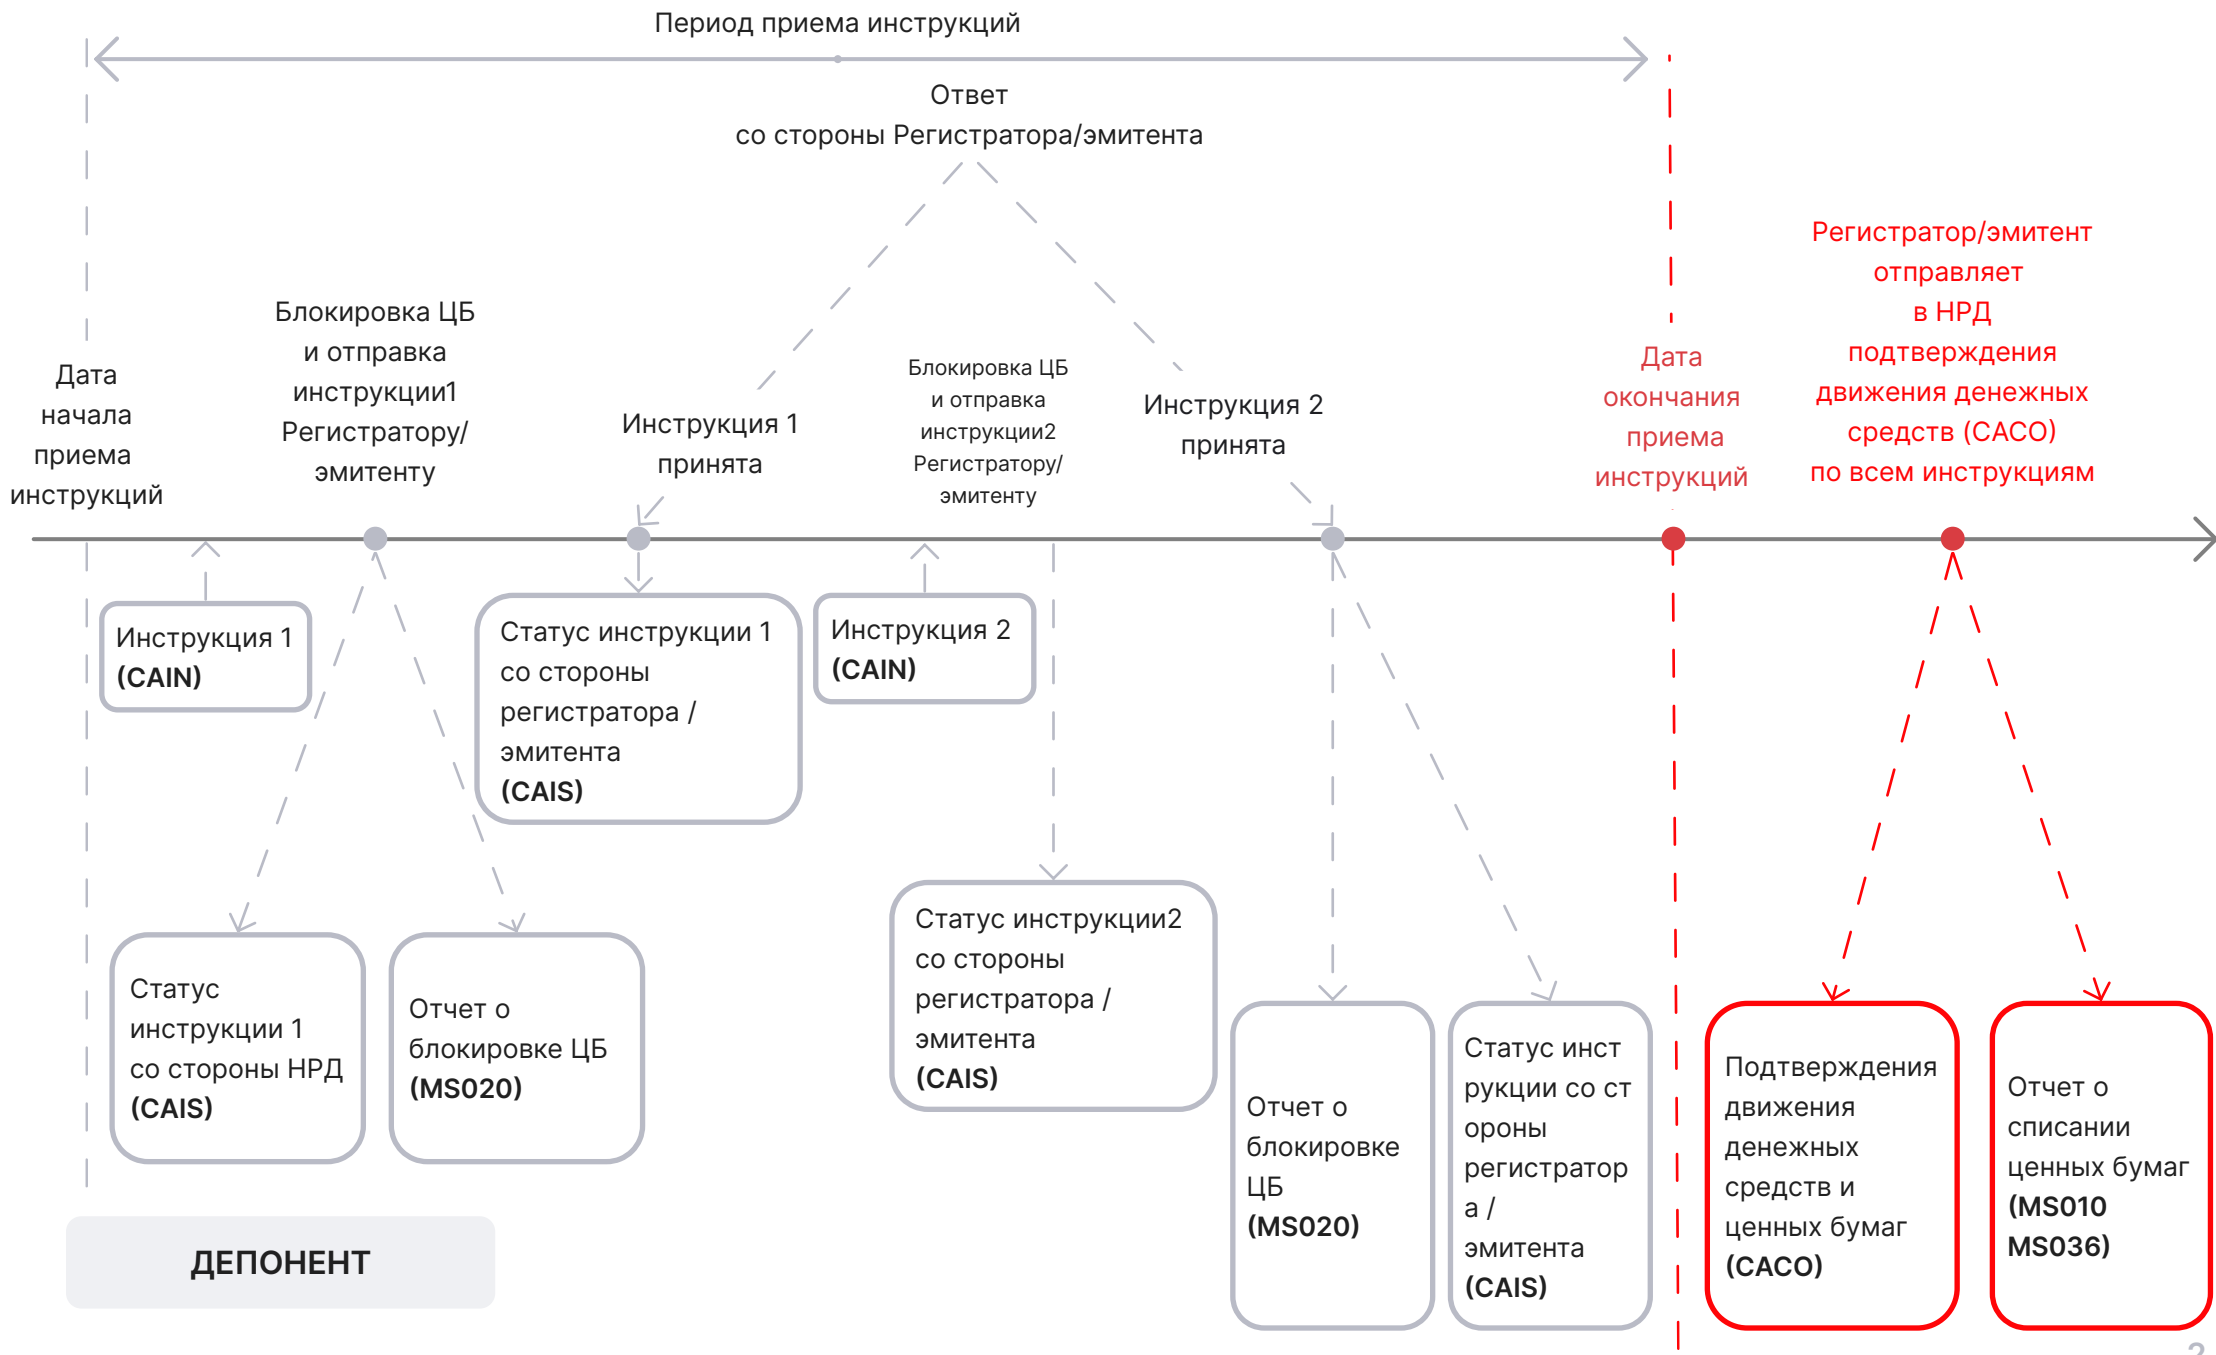 Период приема инструкций
Ответ
со стороны Регистратора/эмитента
Дата
начала
приема
инструкций
Блокировка ЦБ
и отправка
инструкции1
Регистратору/
эмитенту
Инструкция 1
принята
Блокировка ЦБ
и отправка
инструкции2
Регистратору/
эмитенту
Инструкция 2
принята
Дата
окончания
приема
инструкций
Регистратор/эмитент
отправляет
в НРД
подтверждения
движения денежных
средств (CACO)
по всем инструкциям
Инструкция 1
(CAIN)
Статус инструкции 1
со стороны
регистратора /
эмитента
(CAIS)
Инструкция 2
(CAIN)
Статус
инструкции 1
со стороны НРД
(CAIS)
Отчет о
блокировке ЦБ
(MS020)
Статус инструкции2
со стороны
регистратора /
эмитента
(CAIS)
Отчет о
блокировке
ЦБ
(MS020)
Статус инст
рукции со ст
ороны
регистратор
а /
эмитента
(CAIS)
Подтверждения
движения
денежных
средств и
ценных бумаг
(CACO)
Отчет о
списании
ценных бумаг
(MS010
MS036)
ДЕПОНЕНТ